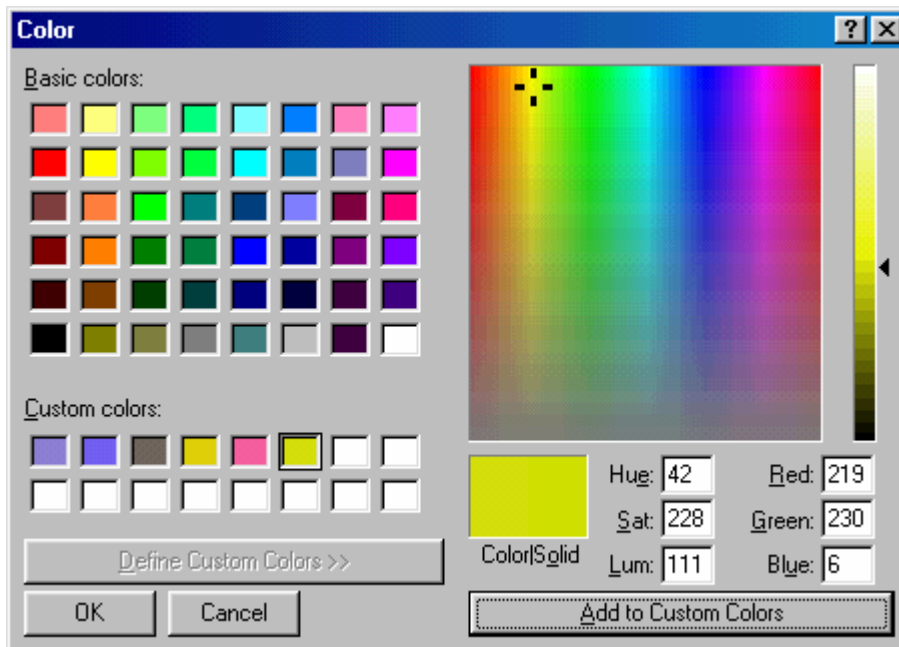 Color
Basic colors:
Custom colors:
Define Custom Colors >>
OK
Cancel
Color|Solid
Hue: 42
Sat: 228
Lum: 111
Red: 219
Green: 230
Blue: 6
Add to Custom Colors